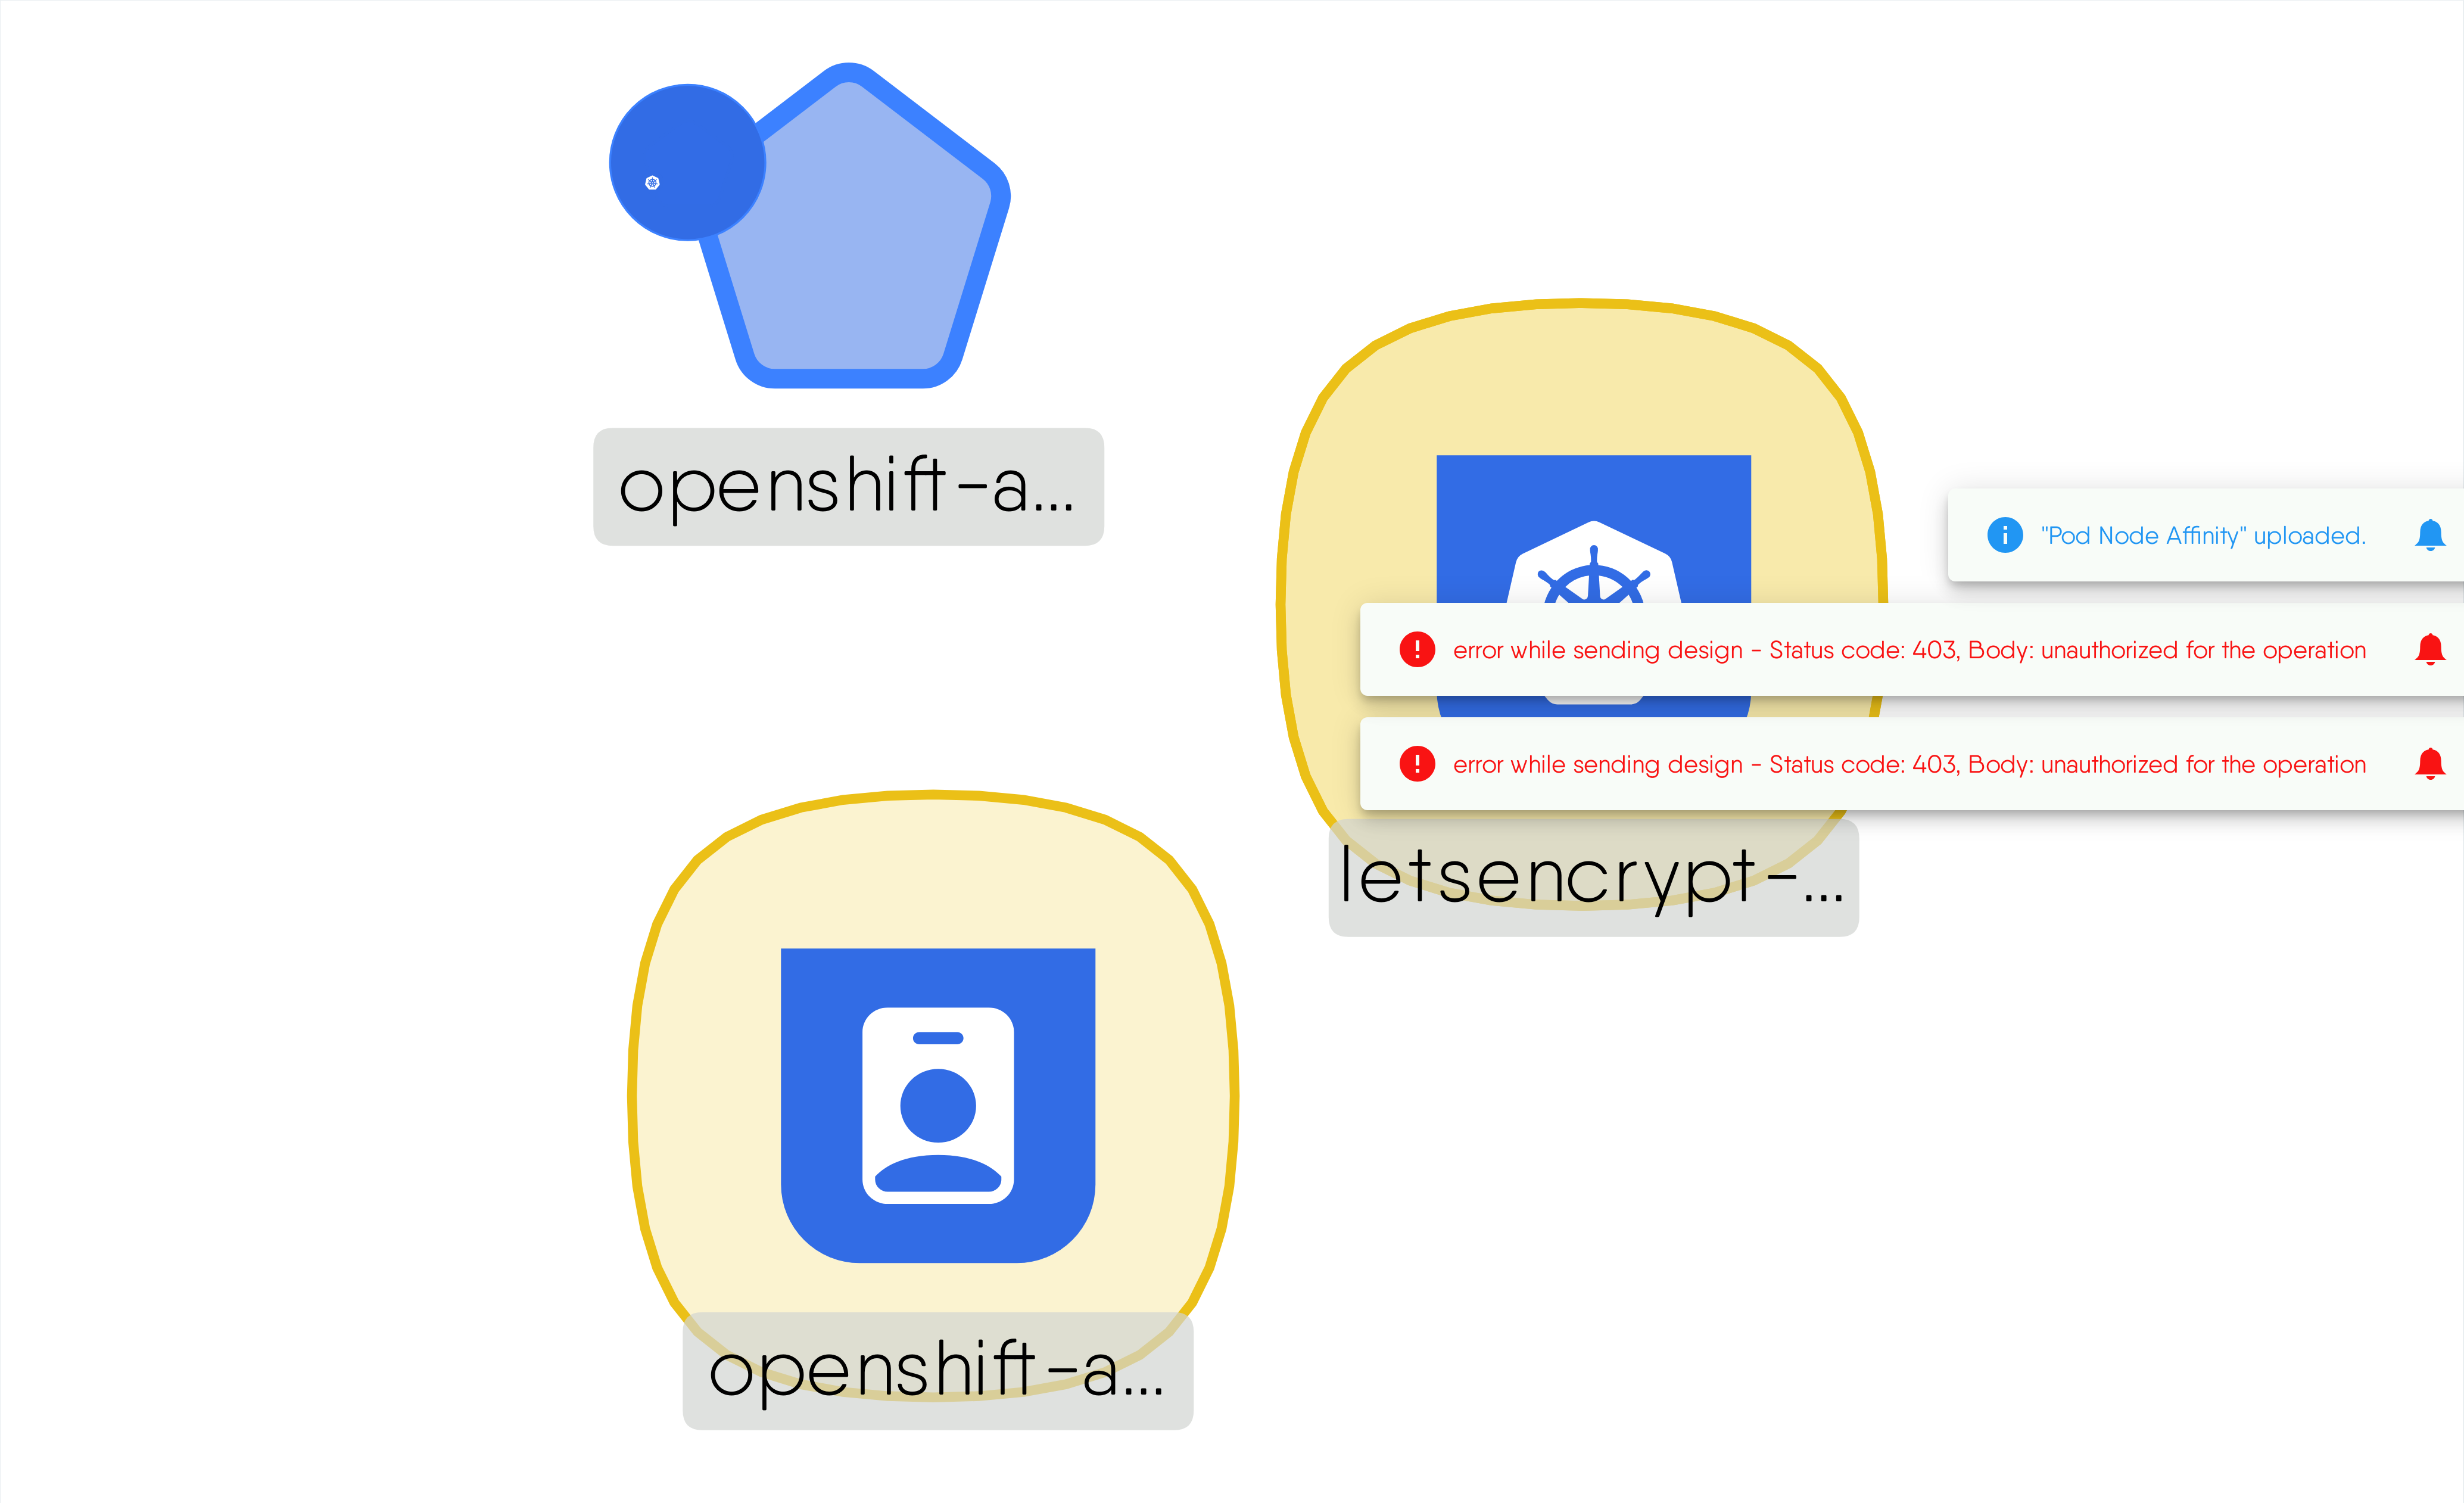 openshift-a...
"Pod Node Affinity" uploaded.
error while sending design - Status code: 403, Body: unauthorized for the operation
error while sending design - Status code: 403, Body: unauthorized for the operation
letsencrypt-...
openshift-a...